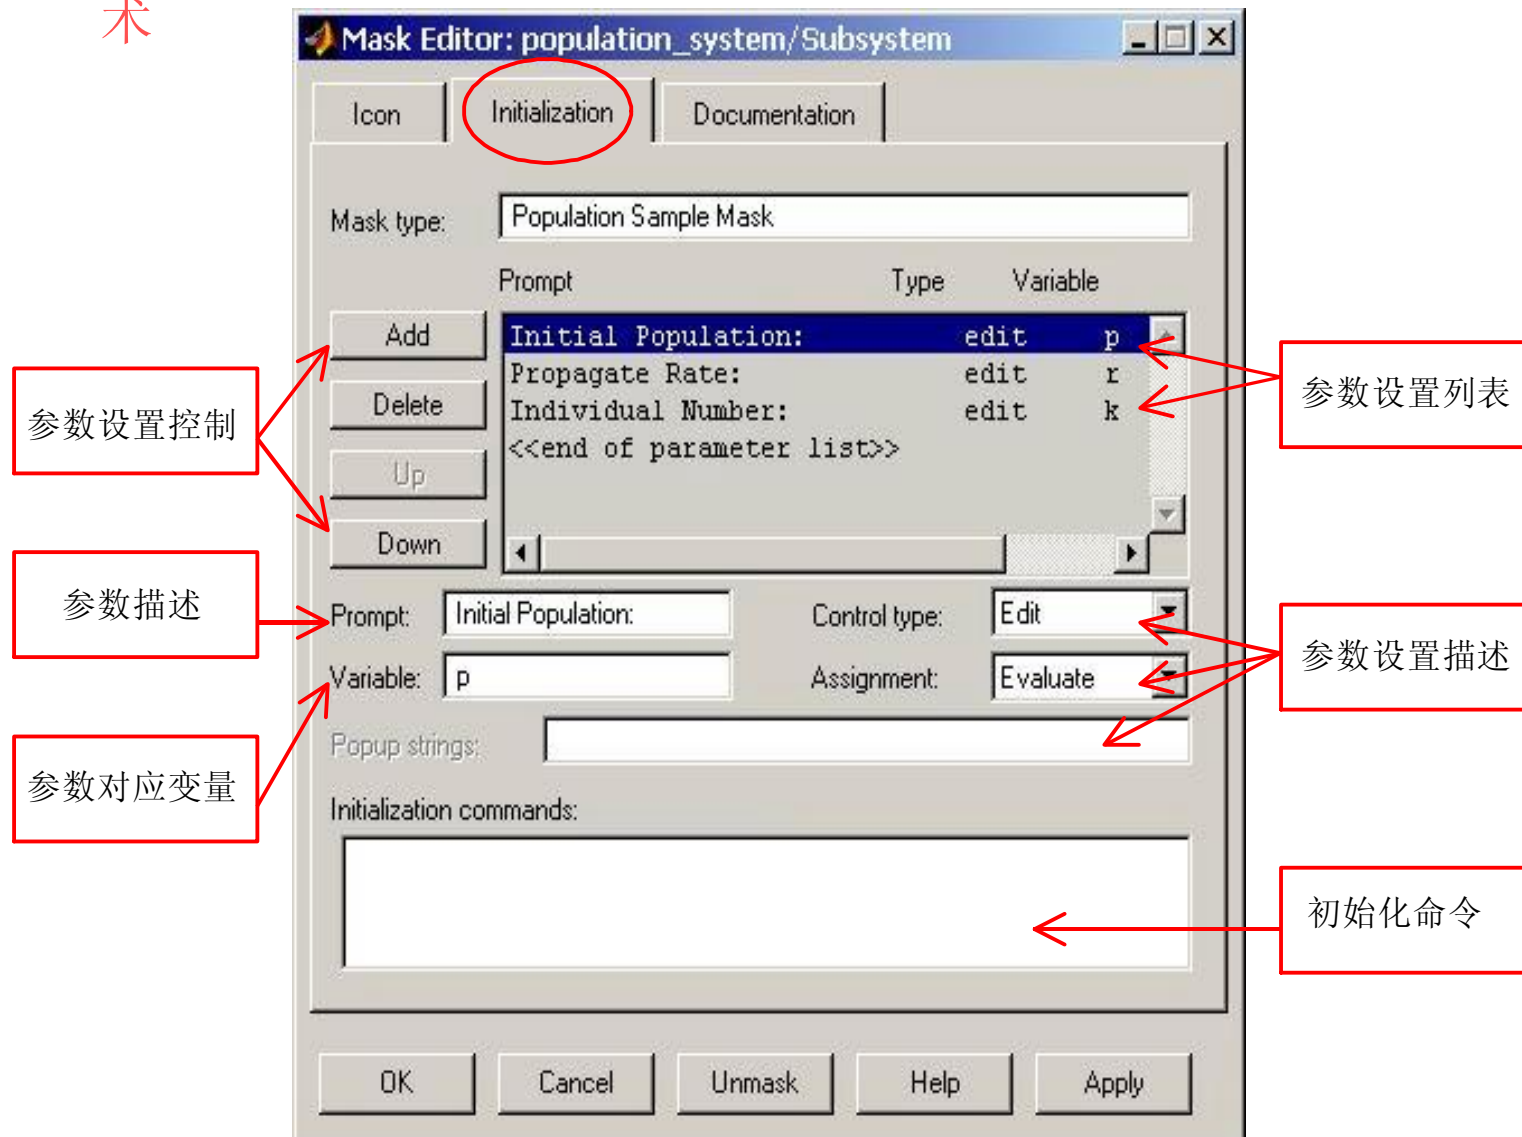 术
Mask Editor: population_system/Subsystem
Icon
Initialization
Documentation
Mask type:
Population Sample Mask
Prompt Type Variable
Add
Initial Population: edit p
Propagate Rate: edit r
Delete
Individual Number: edit k
<<end of parameter list>>
Up
Down
参数设置控制
参数设置列表
参数描述
Prompt:
Initial Population:
Control type:
Edit
Variable:
p
Assignment:
Evaluate
参数设置描述
Popup strings:
参数对应变量
Initialization commands:
初始化命令
OK
Cancel
Unmask
Help
Apply